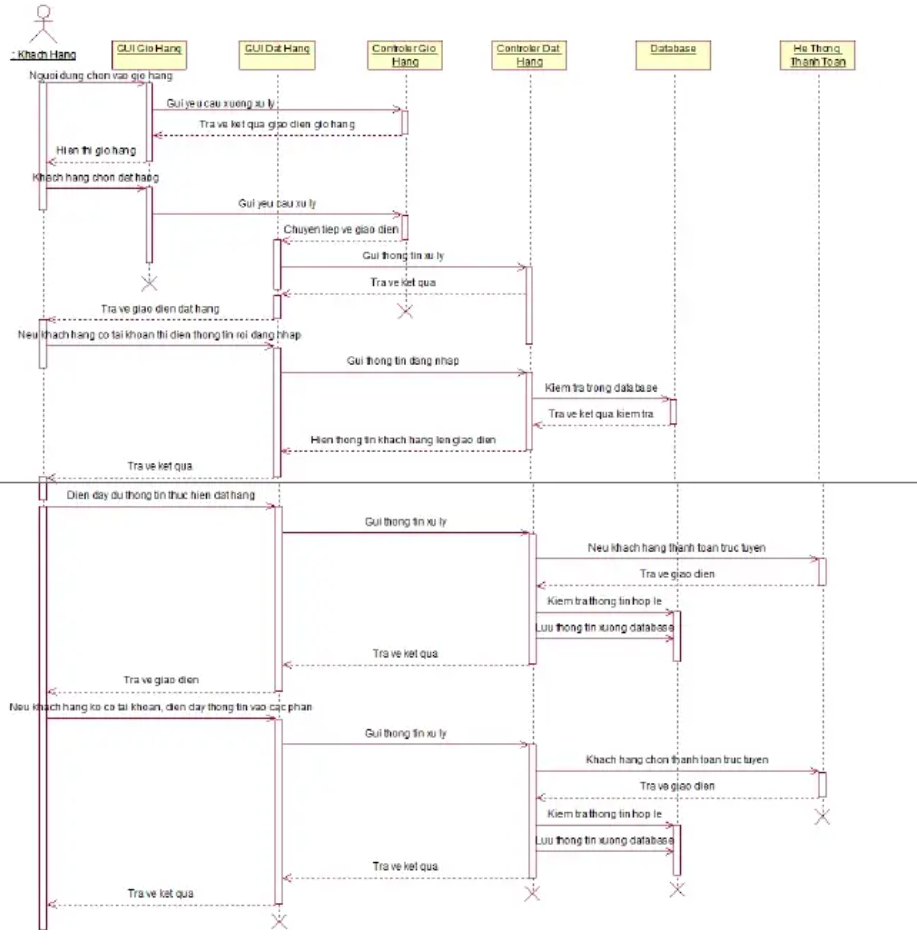 : Khach Hang
GUI Gio Hang
GUI Dat Hang
Controler Gio
Hang
Controler Dat
Hang
Database
He Thong
Thanh Toan
Nguoi dung chon vao gio hang
Gui yeu cau xuong xu ly
Tra ve ket qua giao dien gio hang
Hien thi gio hang
Khach hang chon dat hang
Gui yeu cau xu ly
Chuyen tiep ve giao dien
Gui thong tin xu ly
Tra ve ket qua
Tra ve giao dien dat hang
Neu khach hang co tai khoan thi dien thong tin roi dang nhap
Gui thong tin dang nhap
Kiem tra trong database
Tra ve ket qua kiem tra
Hien thong tin khach hang len giao dien
Tra ve ket qua
Dien day du thong tin thuc hien dat hang
Gui thong tin xu ly
Neu khach hang thanh toan truc tuyen
Tra ve giao dien
Kiem tra thong tin hop le
Luu thong tin xuong database
Tra ve ket qua
Tra ve giao dien
Neu khach hang ko co tai khoan, dien day thong tin vao cac phan
Gui thong tin xu ly
Khach hang chon thanh toan truc tuyen
Tra ve giao dien
Kiem tra thong tin hop le
Luu thong tin xuong database
Tra ve ket qua
Tra ve ket qua